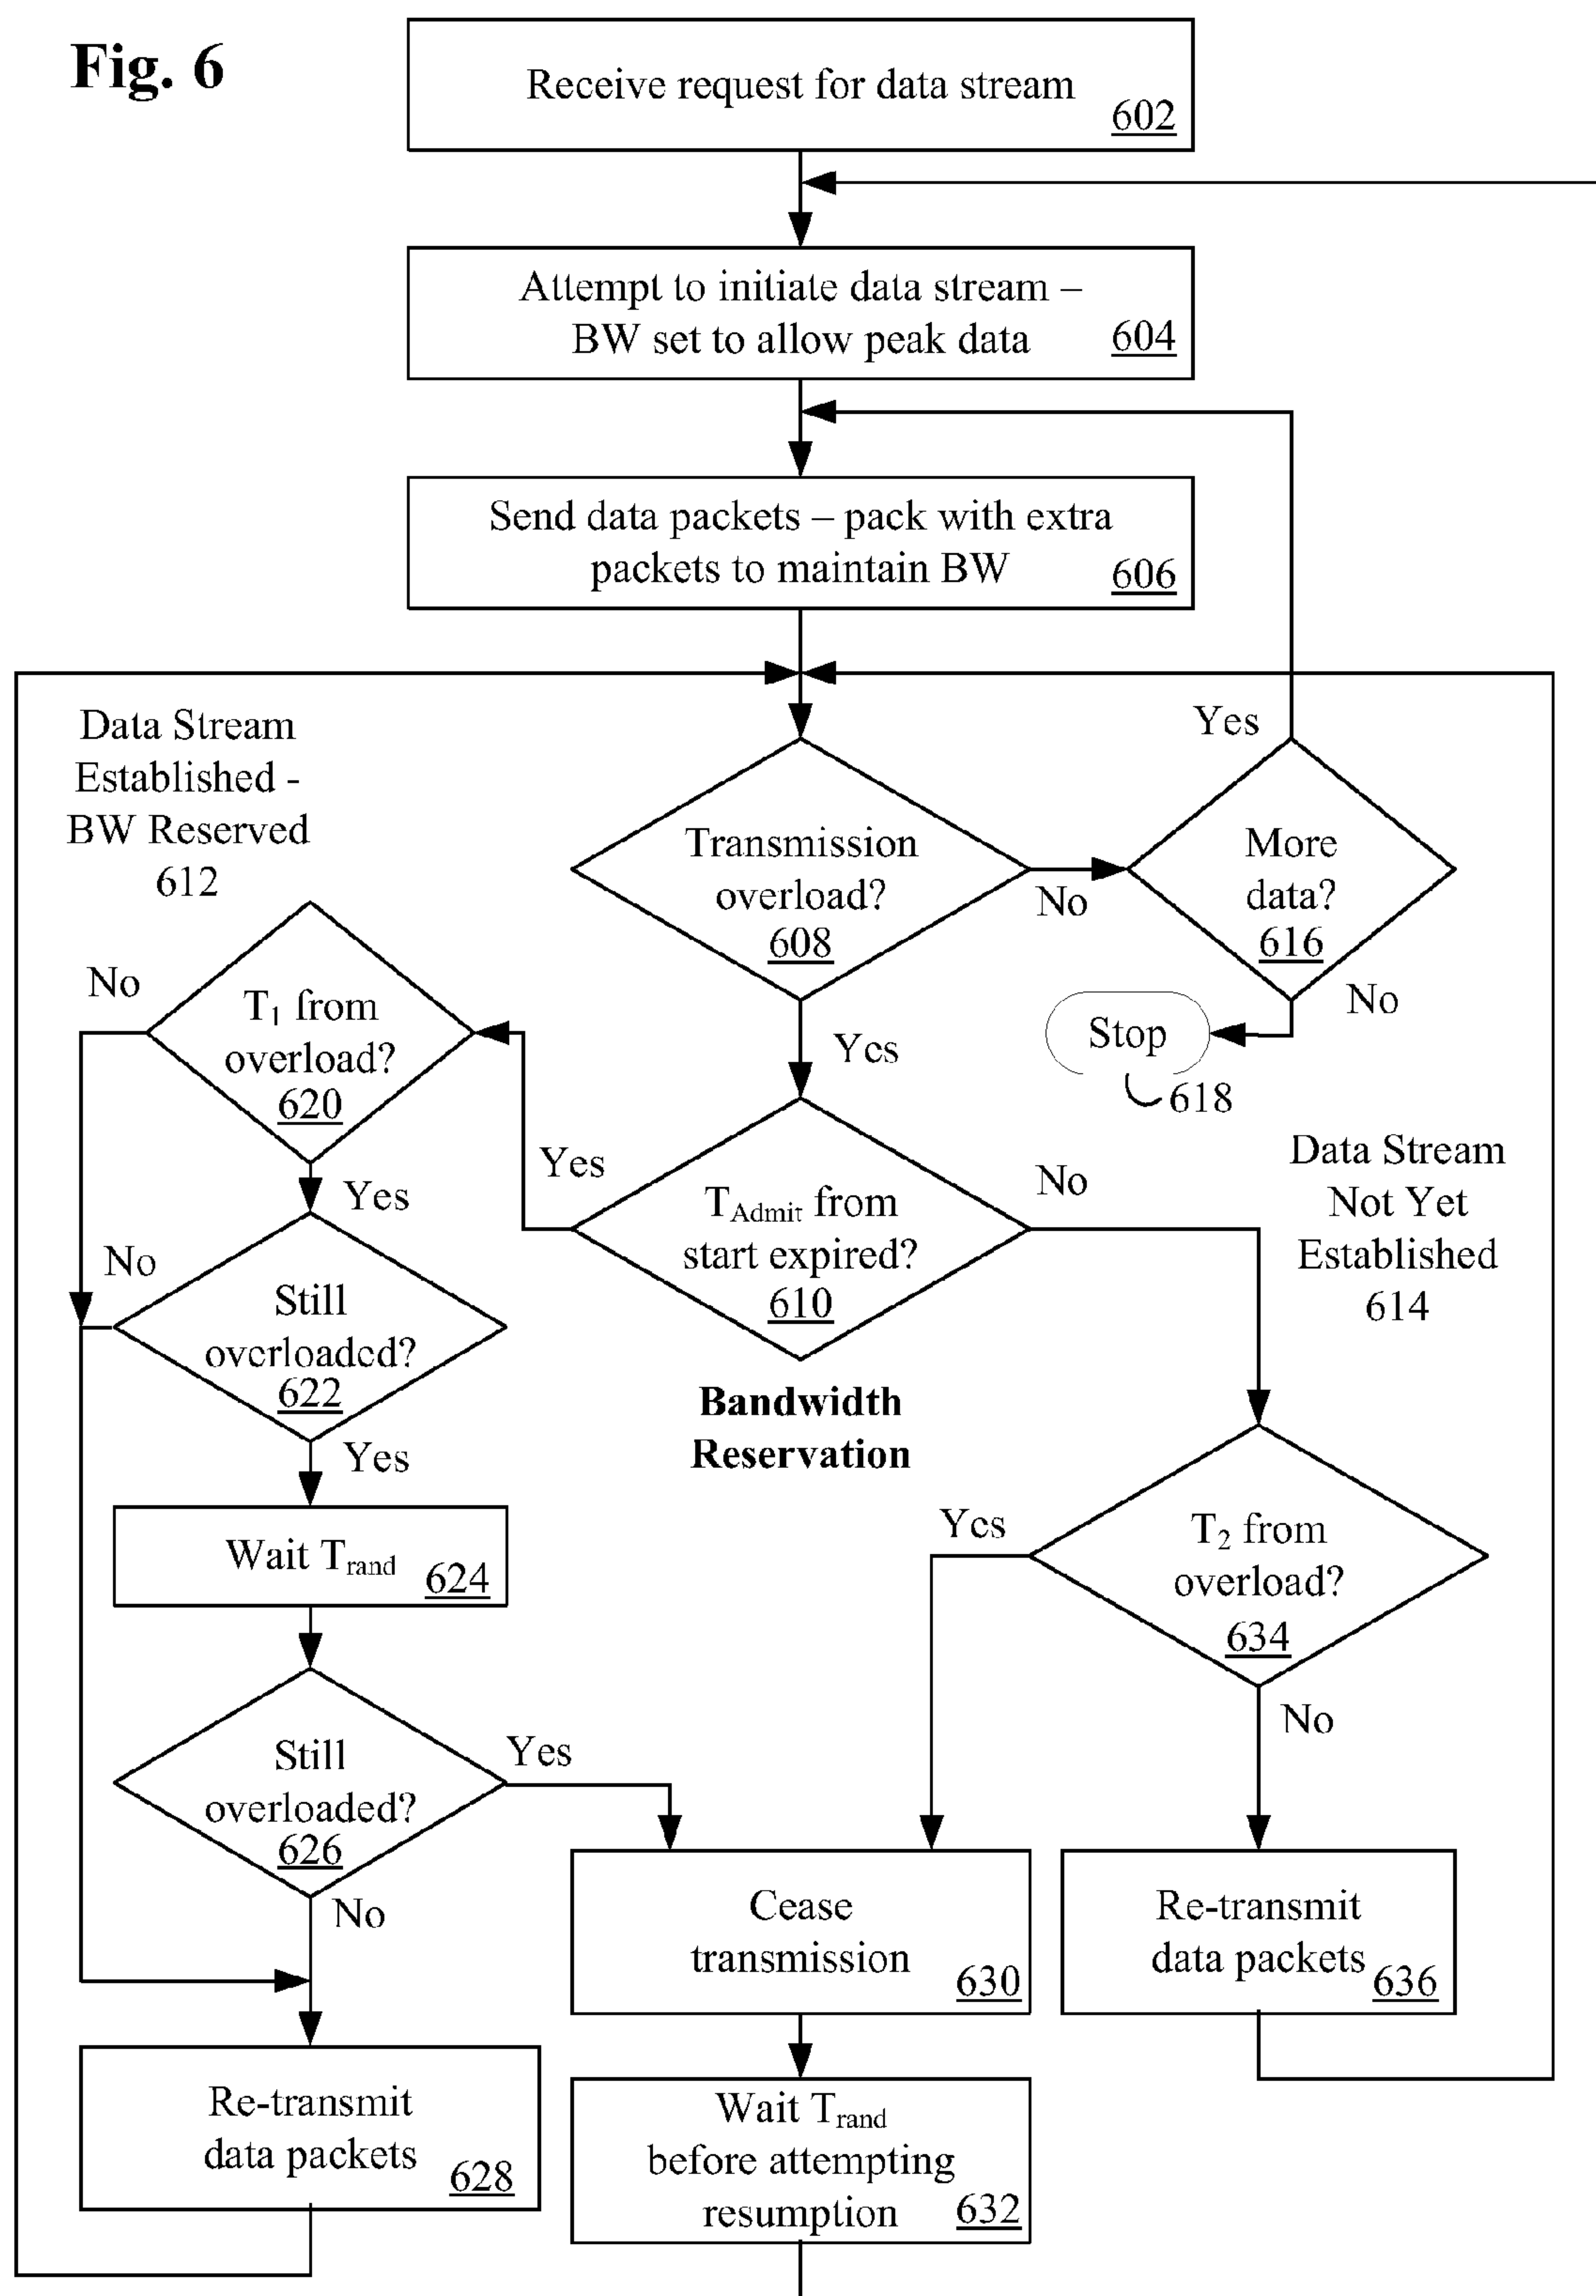 Fig. 6
Receive request for data stream
602
Attempt to initiate data stream –
BW set to allow peak data
604
Send data packets – pack with extra
packets to maintain BW
606
Data Stream
Established -
BW Reserved
612
Transmission
overload?
608
No
Yes
More
data?
616
Yes
No
Stop
618
T1 from
overload?
620
No
Yes
TAdmit from
start expired?
610
Yes
No
Data Stream
Not Yet
Established
614
Still
overloaded?
622
No
Yes
Bandwidth
Reservation
Wait Trand
624
T2 from
overload?
634
Yes
No
Still
overloaded?
626
Yes
No
Cease
transmission
630
Re-transmit
data packets
636
Re-transmit
data packets
628
Wait Trand
before attempting
resumption
632